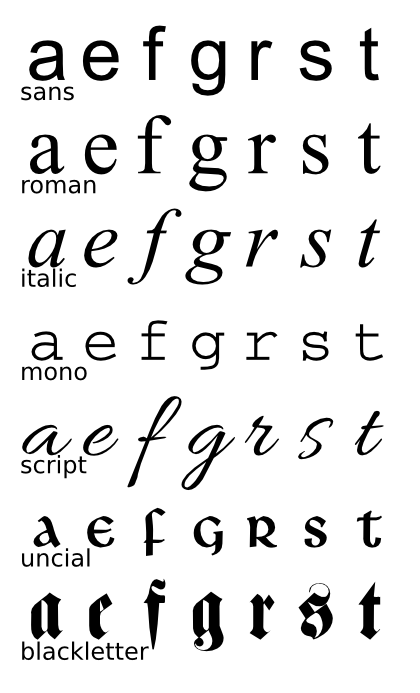 a e f g r s t
sans
a e f g r s t
roman
a e f g r s t
italic
a e f g r s t
mono
a e f g r s t
script
a e f g r s t
uncial
a e f g r s t
blackletter